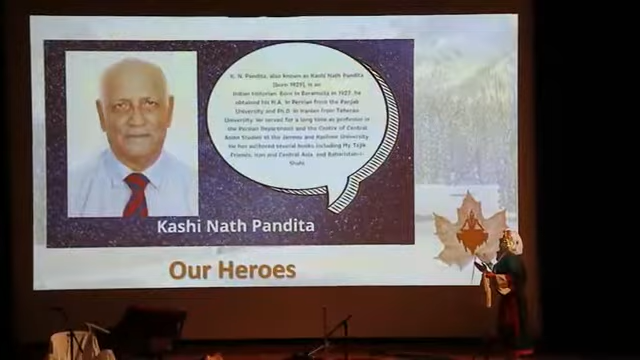 K. N. Pandita, also known as Kashi Nath Pandita
(born 1929), is an
Indian historian. Born in Baramulla in 1927, he
obtained his M.A. in Persian from the Panjab
University and Ph.D. in Iranian from Teheran
University. He served for a long time as professor in
the Persian Department and the Centre of Central
Asian Studies at the Jammu and Kashmir University.
He has authored several books including My Tajik
Friends, Iran and Central Asia, and Baharistan-i-
Shahi
Kashi Nath Pandita
Our Heroes